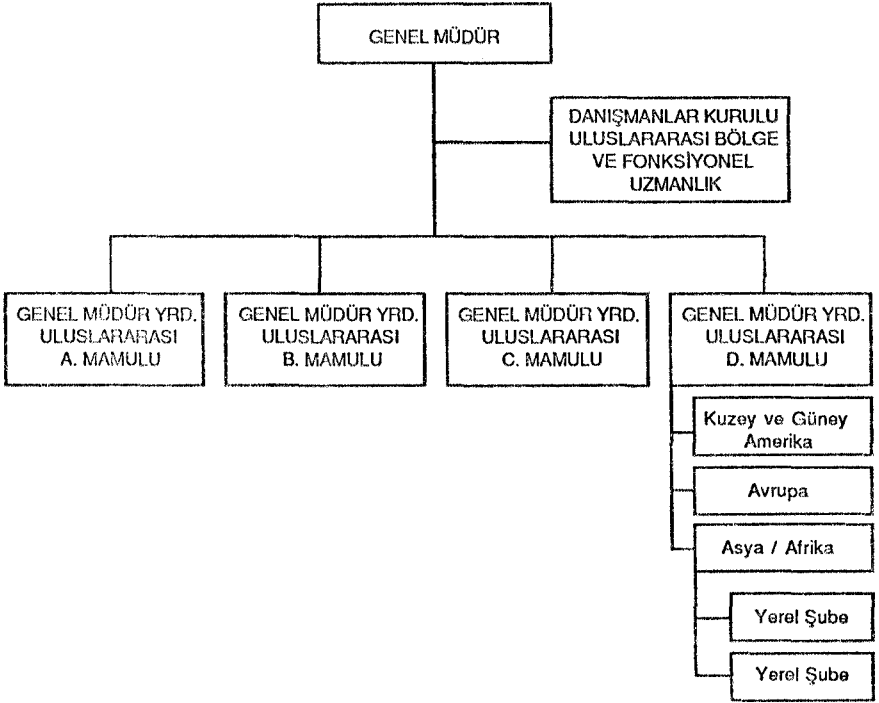 GENEL MÜDÜR
DANIŞMANLAR KURULU
ULUSLARARASI BÖLGE
VE FONKSİYONEL
UZMANLIK
GENEL MÜDÜR YRD.
ULUSLARARASI
A. MAMULU
GENEL MÜDÜR YRD.
ULUSLARARASI
B. MAMULU
GENEL MÜDÜR YRD.
ULUSLARARASI
C. MAMULU
GENEL MÜDÜR YRD.
ULUSLARARASI
D. MAMULU
Kuzey ve Güney
Amerika
Avrupa
Asya / Afrika
Yerel Şube
Yerel Şube